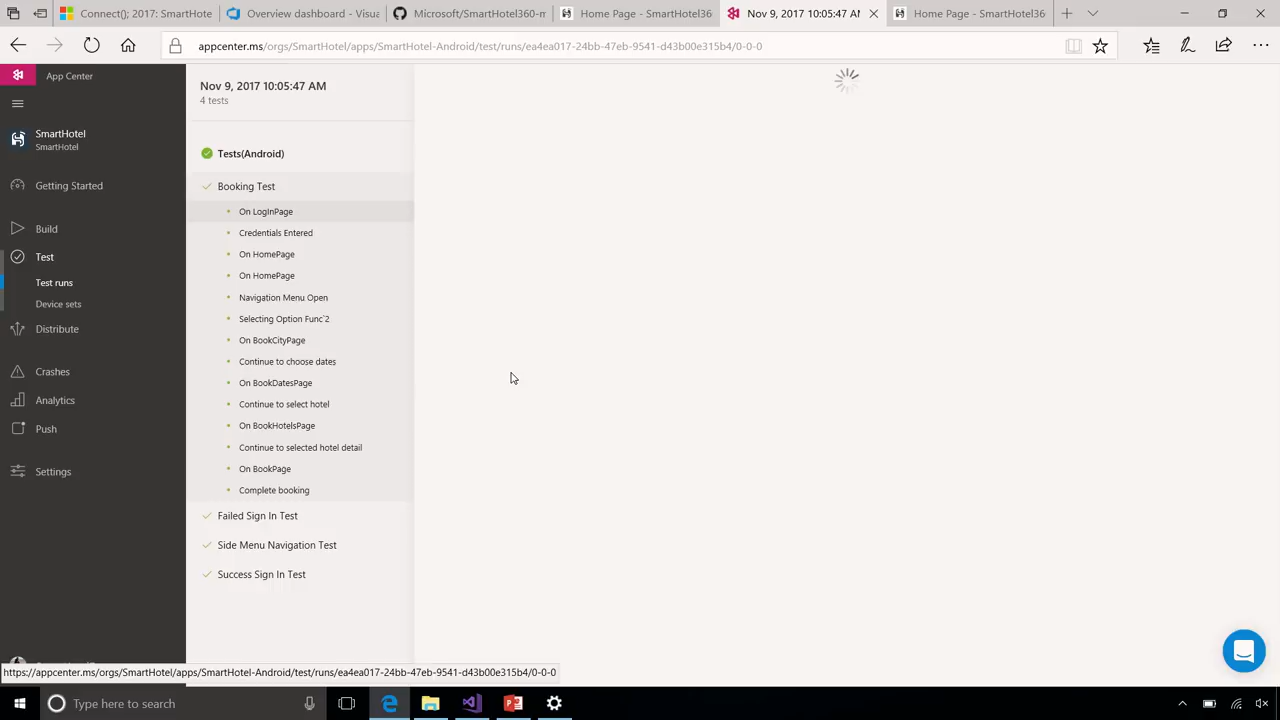 Connect(); 2017: SmartHote
Overview dashboard - Visua
Microsoft/SmartHotel360-m
Home Page - SmartHotel36
Nov 9, 2017 10:05:47 AM
Home Page - SmartHotel36
appcenter.ms/orgs/SmartHotel/apps/SmartHotel-Android/test/runs/ea4ea017-24bb-47eb-9541-d43b00e315b4/0-0-0
App Center
SmartHotel
SmartHotel
Getting Started
Build
Test
Test runs
Device sets
Distribute
Crashes
Analytics
Push
Settings
Nov 9, 2017 10:05:47 AM
4 tests
Tests(Android)
Booking Test
On LogInPage
Credentials Entered
On HomePage
On HomePage
Navigation Menu Open
Selecting Option Func`2
On BookCityPage
Continue to choose dates
On BookDatesPage
Continue to select hotel
On BookHotelsPage
Continue to selected hotel detail
On BookPage
Complete booking
Failed Sign In Test
Side Menu Navigation Test
Success Sign In Test
https://appcenter.ms/orgs/SmartHotel/apps/SmartHotel-Android/test/runs/ea4ea017-24bb-47eb-9541-d43b00e315b4/0-0-0
Type here to search